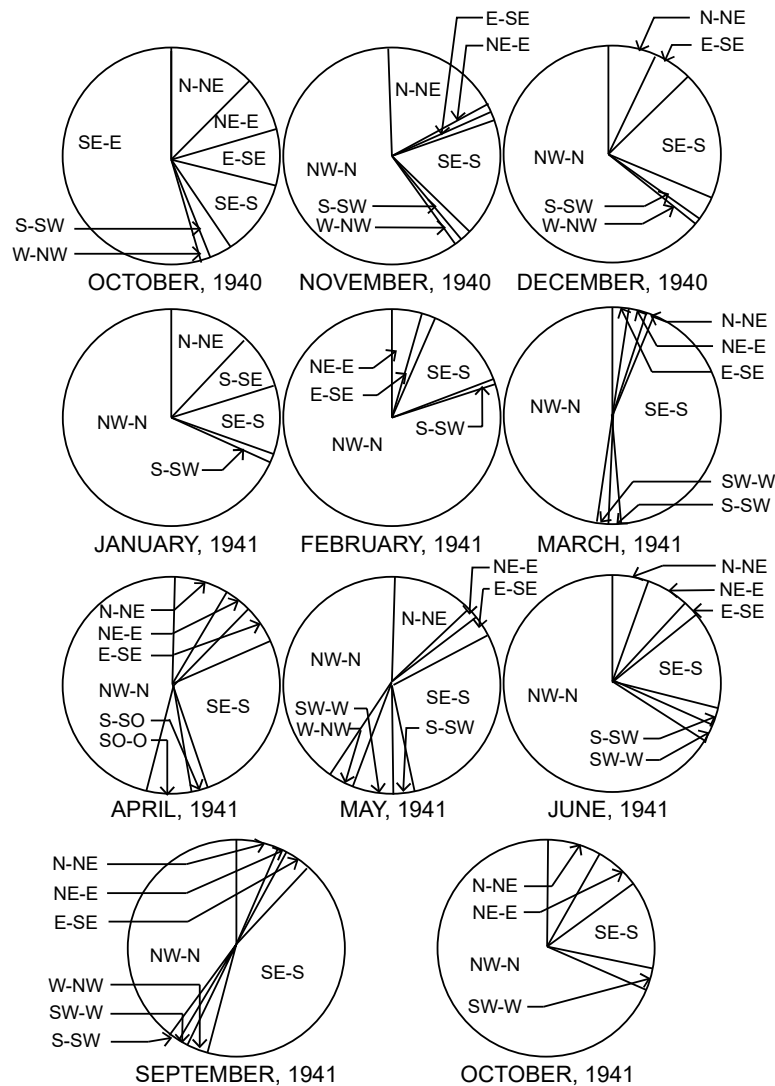 E-SE
NE-E
N-NE
NE-E
E-SE
SE-S
SE-E
S-SW
W-NW
OCTOBER, 1940
N-NE
SE-S
NW-N
S-SW
W-NW
NOVEMBER, 1940
N-NE
E-SE
SE-S
NW-N
S-SW
W-NW
DECEMBER, 1940
N-NE
S-SE
SE-S
NW-N
S-SW
JANUARY, 1941
NE-E
E-SE
SE-S
S-SW
NW-N
FEBRUARY, 1941
N-NE
NE-E
E-SE
NW-N
SE-S
SW-W
S-SW
MARCH, 1941
N-NE
NE-E
E-SE
NW-N
SE-S
S-SO
SO-O
APRIL, 1941
NE-E
E-SE
N-NE
NW-N
SE-S
SW-W
W-NW
S-SW
MAY, 1941
N-NE
NE-E
E-SE
SE-S
NW-N
S-SW
SW-W
JUNE, 1941
N-NE
NE-E
E-SE
NW-N
SE-S
W-NW
SW-W
S-SW
SEPTEMBER, 1941
N-NE
NE-E
SE-S
NW-N
SW-W
OCTOBER, 1941